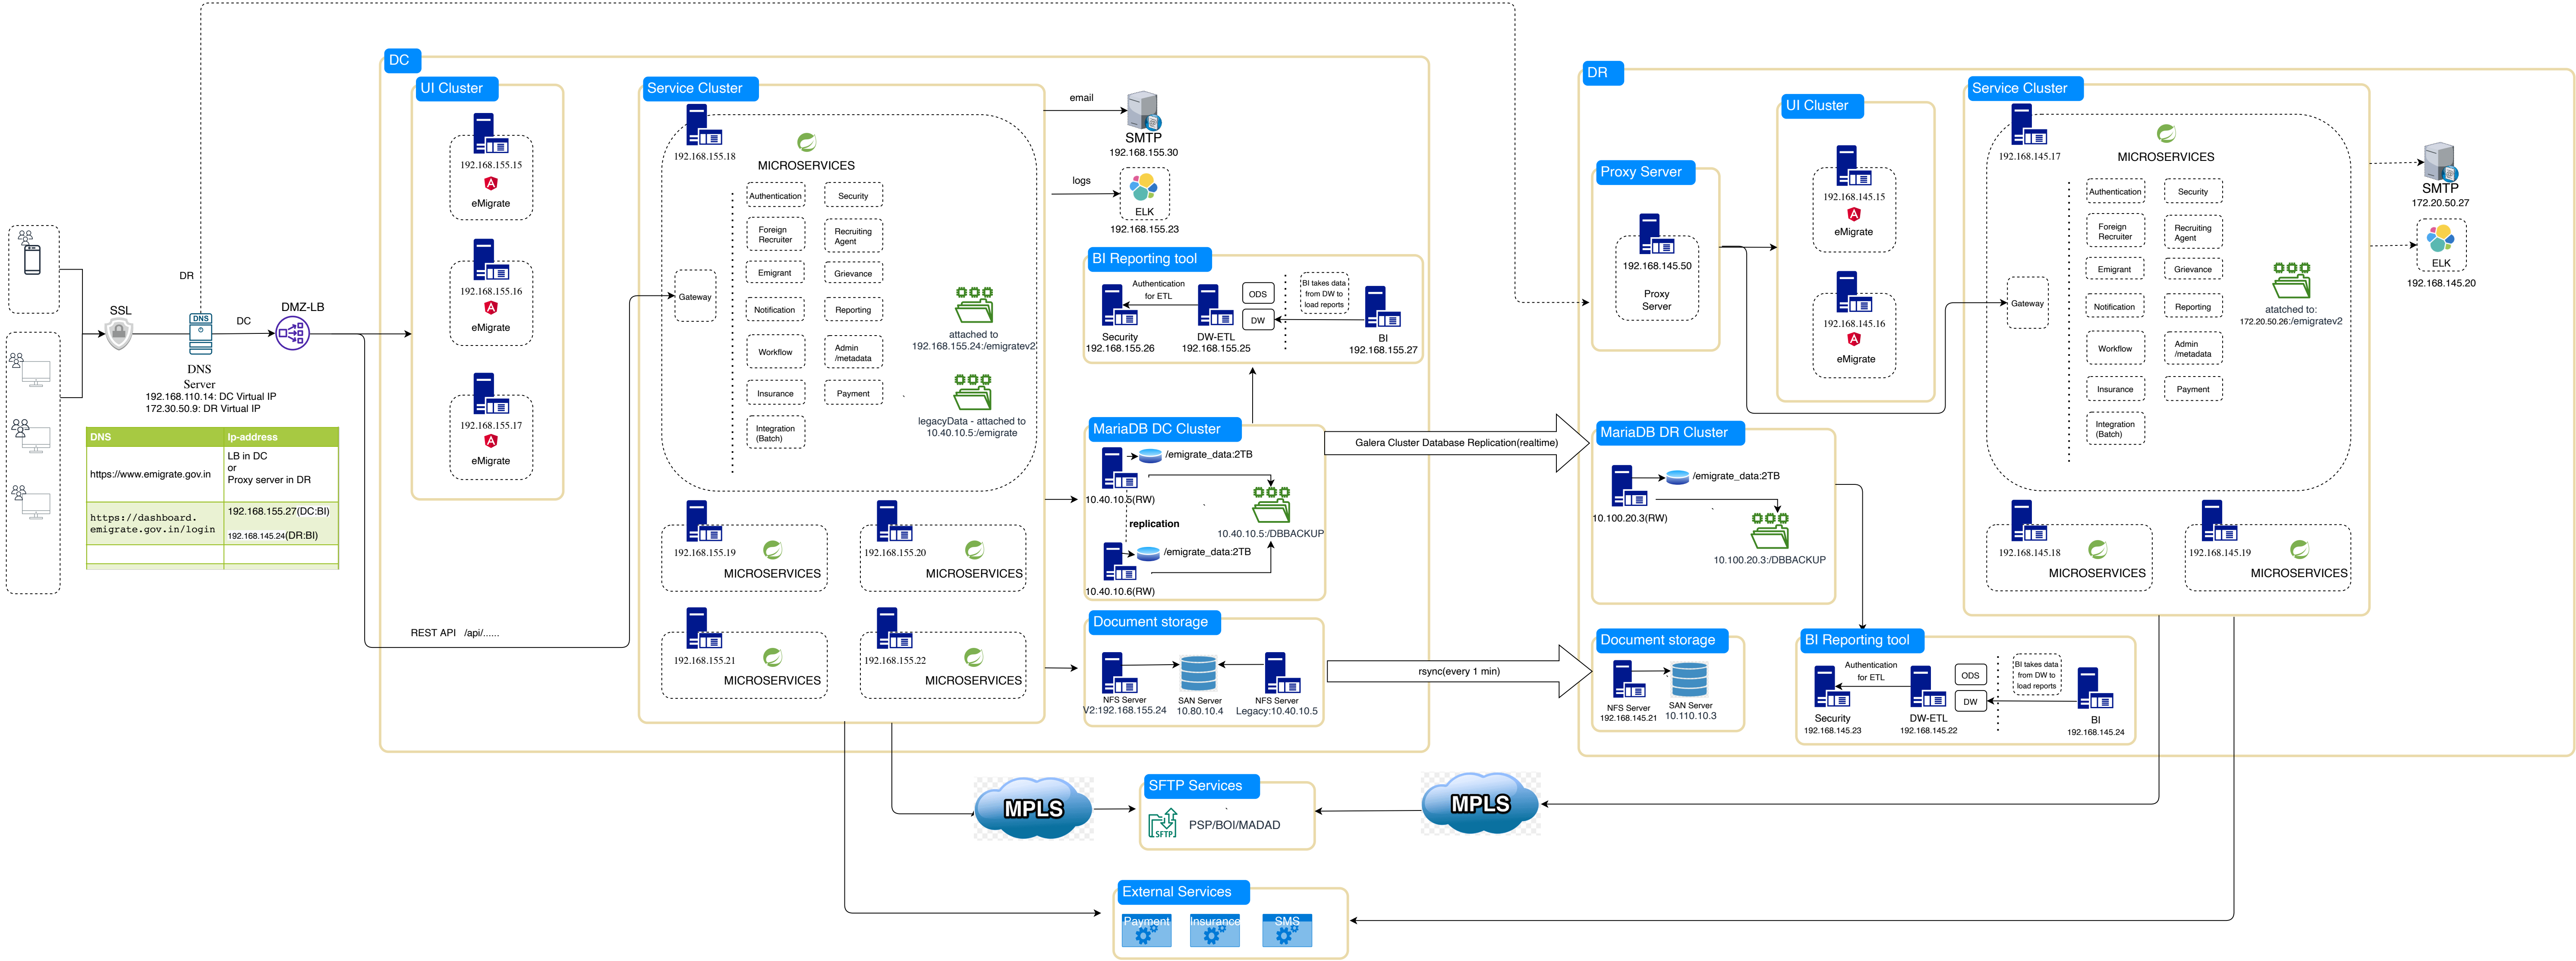 DR
SSL
DC
DMZ-LB
DNS
DNS
Server
192.168.110.14: DC Virtual IP
172.30.50.9: DR Virtual IP
DNS
Ip-address
https://www.emigrate.gov.in
LB in DC
or
Proxy server in DR
https://dashboard.
emigrate.gov.in/login
192.168.155.27(DC:BI)
192.168.145.24(DR:BI)
REST API /api/......
DC
UI Cluster
192.168.155.15
eMigrate
192.168.155.16
eMigrate
192.168.155.17
eMigrate
Service Cluster
192.168.155.18
MICROSERVICES
Gateway
Authentication
Security
Foreign
Recruiter
Recruiting
Agent
Emigrant
Grievance
Notification
Reporting
Workflow
Admin
/metadata
Insurance
Payment
Integration
(Batch)
attached to
192.168.155.24:/emigratev2
legacyData - attached to
10.40.10.5:/emigrate
192.168.155.19
MICROSERVICES
192.168.155.20
MICROSERVICES
192.168.155.21
MICROSERVICES
192.168.155.22
MICROSERVICES
email
SMTP
192.168.155.30
logs
ELK
192.168.155.23
BI Reporting tool
Authentication
for ETL
ODS
DW
BI takes data
from DW to
load reports
Security
192.168.155.26
DW-ETL
192.168.155.25
BI
192.168.155.27
MariaDB DC Cluster
/emigrate_data:2TB
10.40.10.5(RW)
replication
10.40.10.5:/DBBACKUP
/emigrate_data:2TB
10.40.10.6(RW)
Document storage
NFS Server
V2:192.168.155.24
SAN Server
10.80.10.4
NFS Server
Legacy:10.40.10.5
Galera Cluster Database Replication(realtime)
rsync(every 1 min)
DR
Proxy Server
192.168.145.50
Proxy
Server
UI Cluster
192.168.145.15
eMigrate
192.168.145.16
eMigrate
Service Cluster
192.168.145.17
MICROSERVICES
Gateway
Authentication
Security
Foreign
Recruiter
Recruiting
Agent
Emigrant
Grievance
Notification
Reporting
Workflow
Admin
/metadata
Insurance
Payment
Integration
(Batch)
atatched to:
172.20.50.26:/emigratev2
192.168.145.18
MICROSERVICES
192.168.145.19
MICROSERVICES
SMTP
172.20.50.27
ELK
192.168.145.20
MariaDB DR Cluster
/emigrate_data:2TB
10.100.20.3(RW)
10.100.20.3:/DBBACKUP
Document storage
NFS Server
192.168.145.21
SAN Server
10.110.10.3
BI Reporting tool
Authentication
for ETL
ODS
DW
BI takes data
from DW to
load reports
Security
192.168.145.23
DW-ETL
192.168.145.22
BI
192.168.145.24
MPLS
SFTP Services
SFTP
PSP/BOI/MADAD
MPLS
External Services
Payment
Insurance
SMS